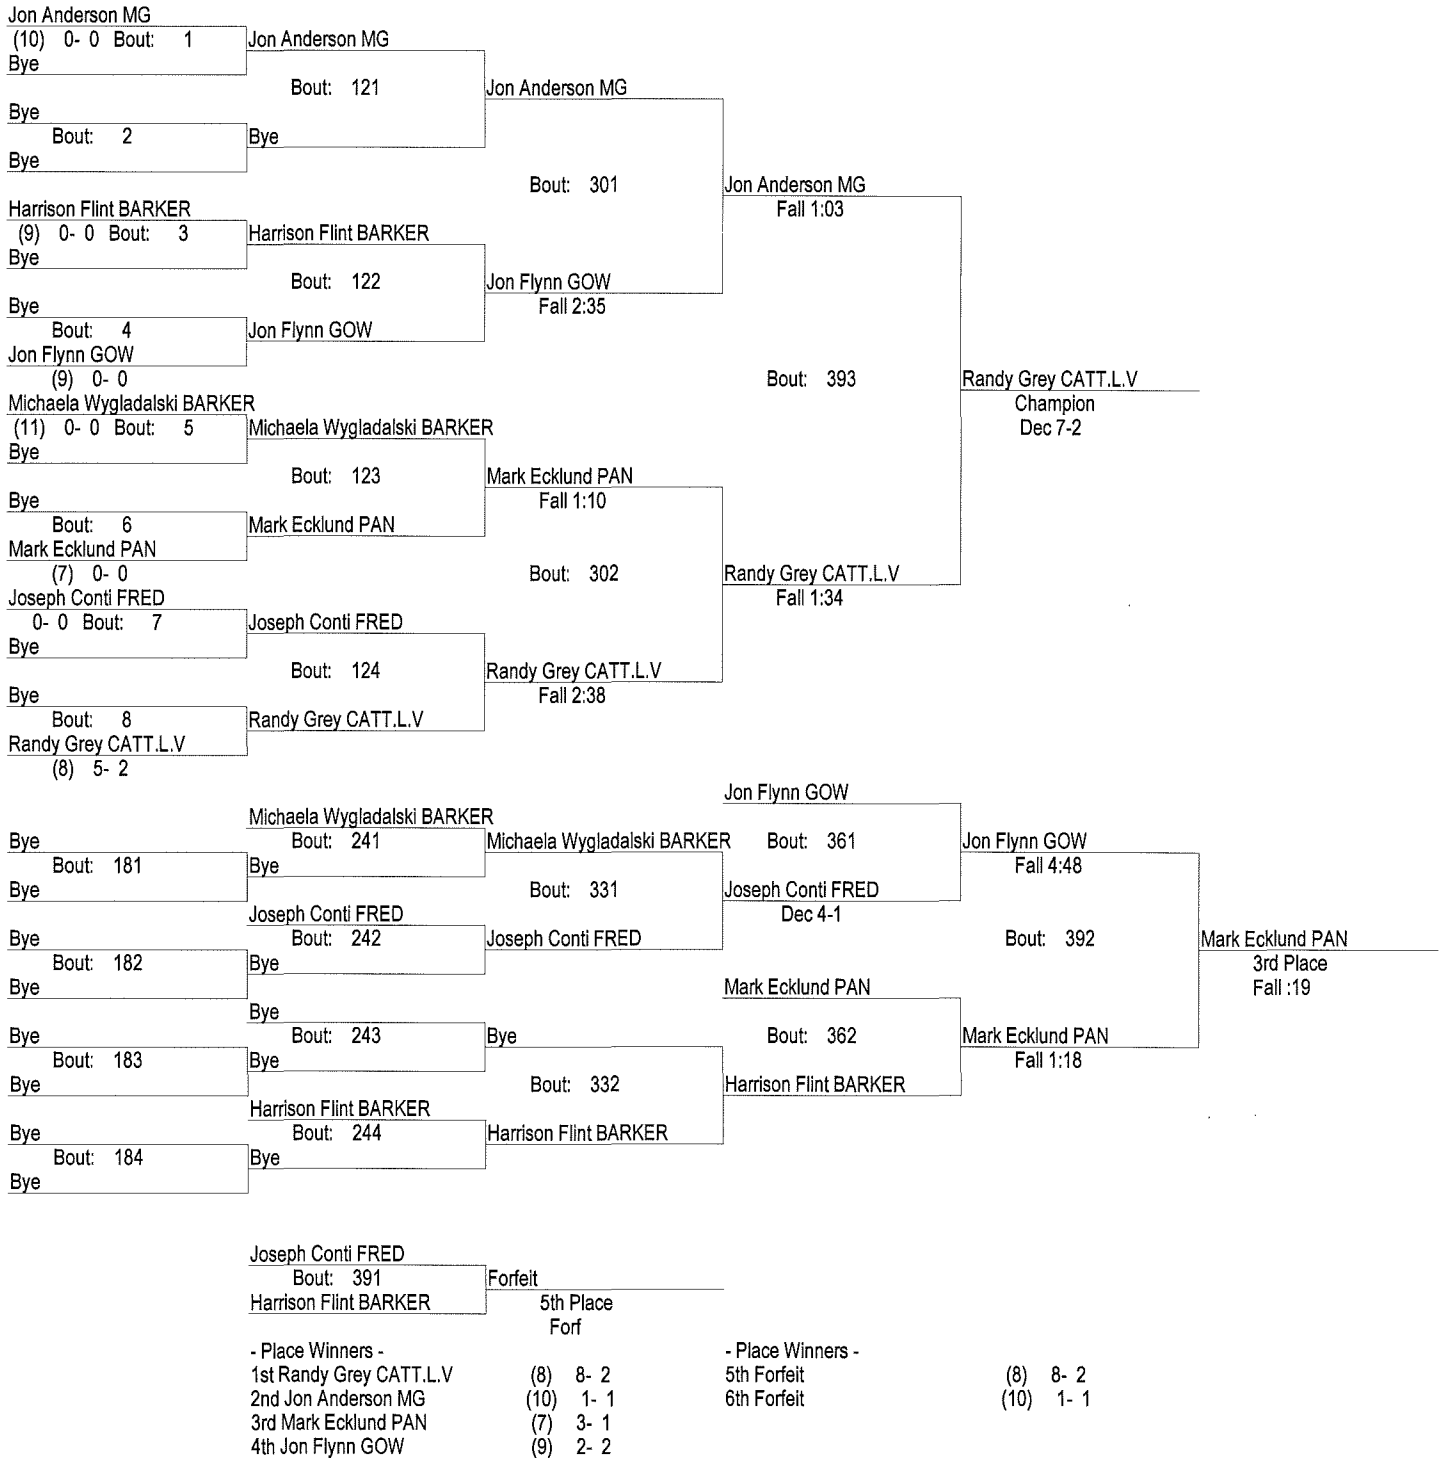 Jon Anderson MG
(10) 0- 0 Bout: 1 Jon Anderson MG
Bye
Bout: 121 Jon Anderson MG
Bye
Bout: 2 Bye
Bye
Bout: 301 Jon Anderson MG
Fall 1:03
Harrison Flint BARKER
(9) 0- 0 Bout: 3 Harrison Flint BARKER
Bye
Bout: 122 Jon Flynn GOW
Bye Fall 2:35
Bout: 4 Jon Flynn GOW
Jon Flynn GOW
(9) 0- 0 Bout: 393 Randy Grey CATT.L.V
Michaela Wygladalski BARKER Champion
(11) 0- 0 Bout: 5 Michaela Wygladalski BARKER Dec 7-2
Bye
Bout: 123 Mark Ecklund PAN
Bye Fall 1:10
Bout: 6 Mark Ecklund PAN
Mark Ecklund PAN
(7) 0- 0 Bout: 302 Randy Grey CATT.L.V
Joseph Conti FRED Fall 1:34
0- 0 Bout: 7 Joseph Conti FRED
Bye
Bout: 124 Randy Grey CATT.L.V
Bye Fall 2:38
Bout: 8 Randy Grey CATT.L.V
Randy Grey CATT.L.V
(8) 5- 2
Jon Flynn GOW
Michaela Wygladalski BARKER
Bye Bout: 241 Michaela Wygladalski BARKER Bout: 361 Jon Flynn GOW
Bout: 181 Bye Fall 4:48
Bye Bout: 331 Joseph Conti FRED
Joseph Conti FRED Dec 4-1
Bye Bout: 242 Joseph Conti FRED Bout: 392 Mark Ecklund PAN
Bout: 182 Bye 3rd Place
Bye Mark Ecklund PAN Fall :19
Bye
Bye Bout: 243 Bye Bout: 362 Mark Ecklund PAN
Bout: 183 Bye Fall 1:18
Bye Bout: 332 Harrison Flint BARKER
Harrison Flint BARKER
Bye Bout: 244 Harrison Flint BARKER
Bout: 184 Bye
Bye
Joseph Conti FRED
Bout: 391 Forfeit
Harrison Flint BARKER 5th Place
Forf
- Place Winners - - Place Winners -
1st Randy Grey CATT.L.V (8) 8- 2 5th Forfeit (8) 8- 2
2nd Jon Anderson MG (10) 1- 1 6th Forfeit (10) 1- 1
3rd Mark Ecklund PAN (7) 3- 1
4th Jon Flynn GOW (9) 2- 2